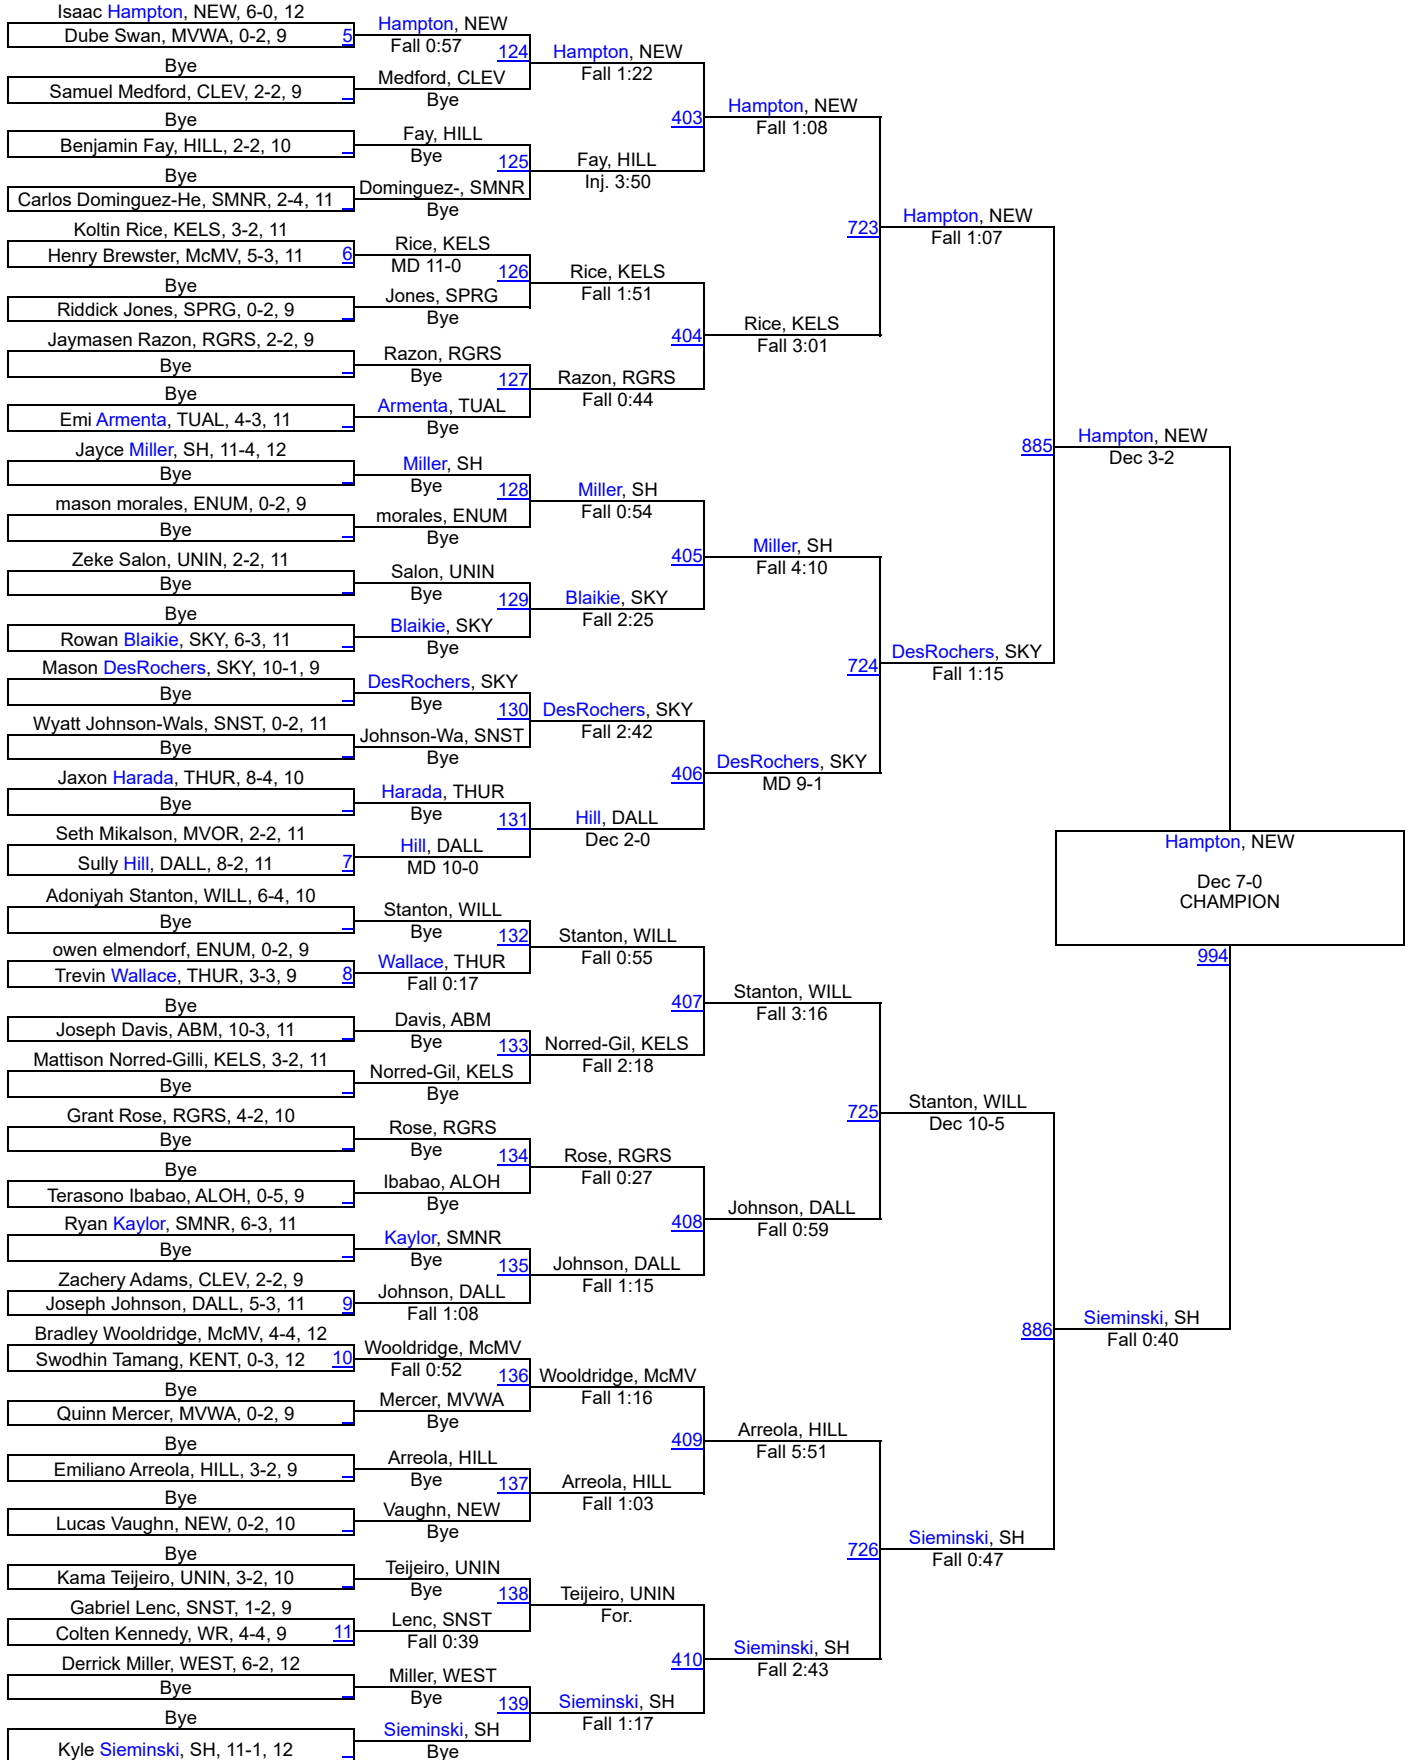 Isaac Hampton, NEW, 6-0, 12
Dube Swan, MVWA, 0-2, 9
5
Bye
Samuel Medford, CLEV, 2-2, 9
Bye
Benjamin Fay, HILL, 2-2, 10
Bye
Carlos Dominguez-He, SMNR, 2-4, 11
Koltin Rice, KELS, 3-2, 11
Henry Brewster, McMV, 5-3, 11
6
Bye
Riddick Jones, SPRG, 0-2, 9
Jaymasen Razon, RGRS, 2-2, 9
Bye
Bye
Emi Armenta, TUAL, 4-3, 11
Jayce Miller, SH, 11-4, 12
Bye
mason morales, ENUM, 0-2, 9
Bye
Zeke Salon, UNIN, 2-2, 11
Bye
Bye
Rowan Blaikie, SKY, 6-3, 11
Mason DesRochers, SKY, 10-1, 9
Bye
Wyatt Johnson-Wals, SNST, 0-2, 11
Bye
Jaxon Harada, THUR, 8-4, 10
Bye
Seth Mikalson, MVOR, 2-2, 11
Sully Hill, DALL, 8-2, 11
7
Adoniyah Stanton, WILL, 6-4, 10
Bye
owen elmendorf, ENUM, 0-2, 9
Trevin Wallace, THUR, 3-3, 9
8
Bye
Joseph Davis, ABM, 10-3, 11
Mattison Norred-Gilli, KELS, 3-2, 11
Bye
Grant Rose, RGRS, 4-2, 10
Bye
Bye
Terasono Ibabao, ALOH, 0-5, 9
Ryan Kaylor, SMNR, 6-3, 11
Bye
Zachery Adams, CLEV, 2-2, 9
Joseph Johnson, DALL, 5-3, 11
9
Bradley Wooldridge, McMV, 4-4, 12
Swodhin Tamang, KENT, 0-3, 12
10
Bye
Quinn Mercer, MVWA, 0-2, 9
Bye
Emiliano Arreola, HILL, 3-2, 9
Bye
Lucas Vaughn, NEW, 0-2, 10
Bye
Kama Teijeiro, UNIN, 3-2, 10
Gabriel Lenc, SNST, 1-2, 9
Colten Kennedy, WR, 4-4, 9
11
Derrick Miller, WEST, 6-2, 12
Bye
Bye
Kyle Sieminski, SH, 11-1, 12
Hampton, NEW
Fall 0:57
124
Medford, CLEV
Bye
Fay, HILL
Bye
125
Dominguez-, SMNR
Bye
Rice, KELS
MD 11-0
126
Jones, SPRG
Bye
Razon, RGRS
Bye
127
Armenta, TUAL
Bye
Miller, SH
Bye
128
morales, ENUM
Bye
Salon, UNIN
Bye
129
Blaikie, SKY
Bye
DesRochers, SKY
Bye
130
Johnson-Wa, SNST
Bye
Harada, THUR
Bye
131
Hill, DALL
MD 10-0
Stanton, WILL
Bye
132
Wallace, THUR
Fall 0:17
Davis, ABM
Bye
133
Norred-Gil, KELS
Bye
Rose, RGRS
Bye
134
Ibabao, ALOH
Bye
Kaylor, SMNR
Bye
135
Johnson, DALL
Fall 1:08
Wooldridge, McMV
Fall 0:52
136
Mercer, MVWA
Bye
Arreola, HILL
Bye
137
Vaughn, NEW
Bye
Teijeiro, UNIN
Bye
138
Lenc, SNST
Fall 0:39
Miller, WEST
Bye
139
Sieminski, SH
Bye
Hampton, NEW
Fall 1:22
403
Fay, HILL
Inj. 3:50
Rice, KELS
Fall 1:51
404
Razon, RGRS
Fall 0:44
Miller, SH
Fall 0:54
405
Blaikie, SKY
Fall 2:25
DesRochers, SKY
Fall 2:42
406
Hill, DALL
Dec 2-0
Stanton, WILL
Fall 0:55
407
Norred-Gil, KELS
Fall 2:18
Rose, RGRS
Fall 0:27
408
Johnson, DALL
Fall 1:15
Wooldridge, McMV
Fall 1:16
409
Arreola, HILL
Fall 1:03
Teijeiro, UNIN
For.
410
Sieminski, SH
Fall 1:17
Hampton, NEW
Fall 1:08
723
Rice, KELS
Fall 3:01
Miller, SH
Fall 4:10
724
DesRochers, SKY
MD 9-1
Stanton, WILL
Fall 3:16
725
Johnson, DALL
Fall 0:59
Arreola, HILL
Fall 5:51
726
Sieminski, SH
Fall 2:43
Hampton, NEW
Fall 1:07
885
DesRochers, SKY
Fall 1:15
Stanton, WILL
Dec 10-5
886
Sieminski, SH
Fall 0:47
Hampton, NEW
Dec 3-2
Sieminski, SH
Fall 0:40
Hampton, NEW
Dec 7-0
CHAMPION
994